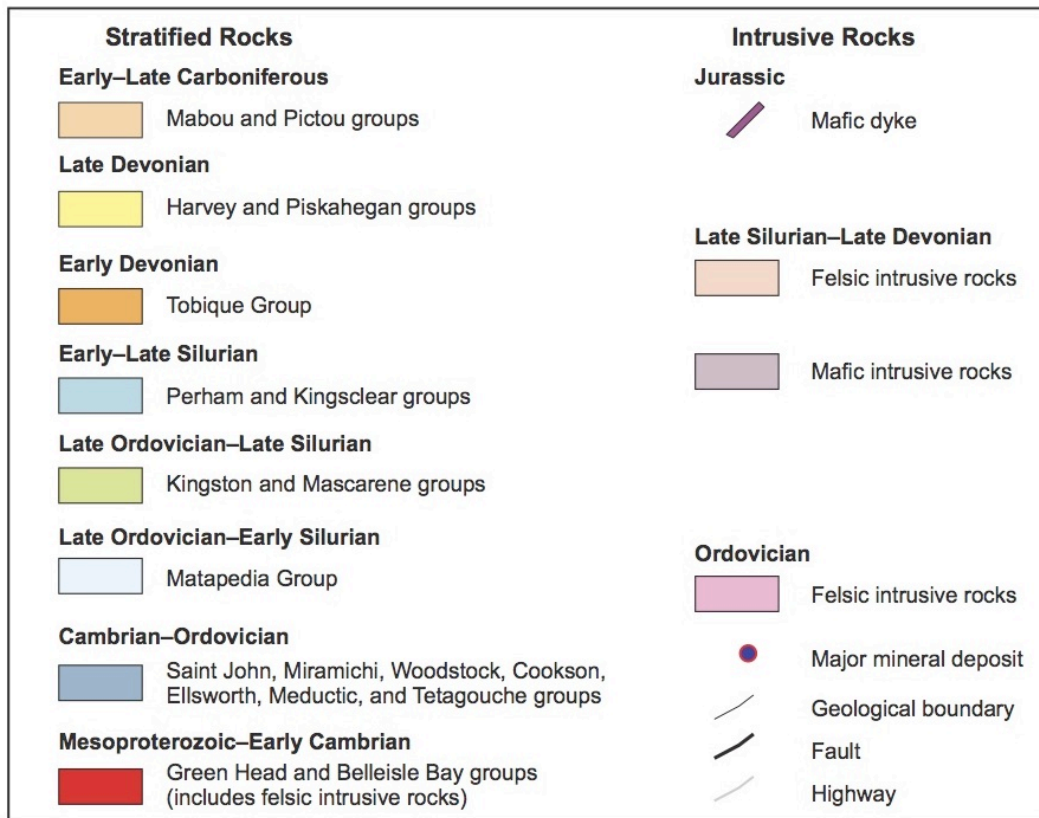 Stratified Rocks
Early–Late Carboniferous
Mabou and Pictou groups
Late Devonian
Harvey and Piskahegan groups
Early Devonian
Tobique Group
Early–Late Silurian
Perham and Kingsclear groups
Late Ordovician–Late Silurian
Kingston and Mascarene groups
Late Ordovician–Early Silurian
Matapedia Group
Cambrian–Ordovician
Saint John, Miramichi, Woodstock, Cookson,
Ellsworth, Meductic, and Tetagouche groups
Mesoproterozoic–Early Cambrian
Green Head and Belleisle Bay groups
(includes felsic intrusive rocks)
Intrusive Rocks
Jurassic
Mafic dyke
Late Silurian–Late Devonian
Felsic intrusive rocks
Mafic intrusive rocks
Ordovician
Felsic intrusive rocks
Major mineral deposit
Geological boundary
Fault
Highway